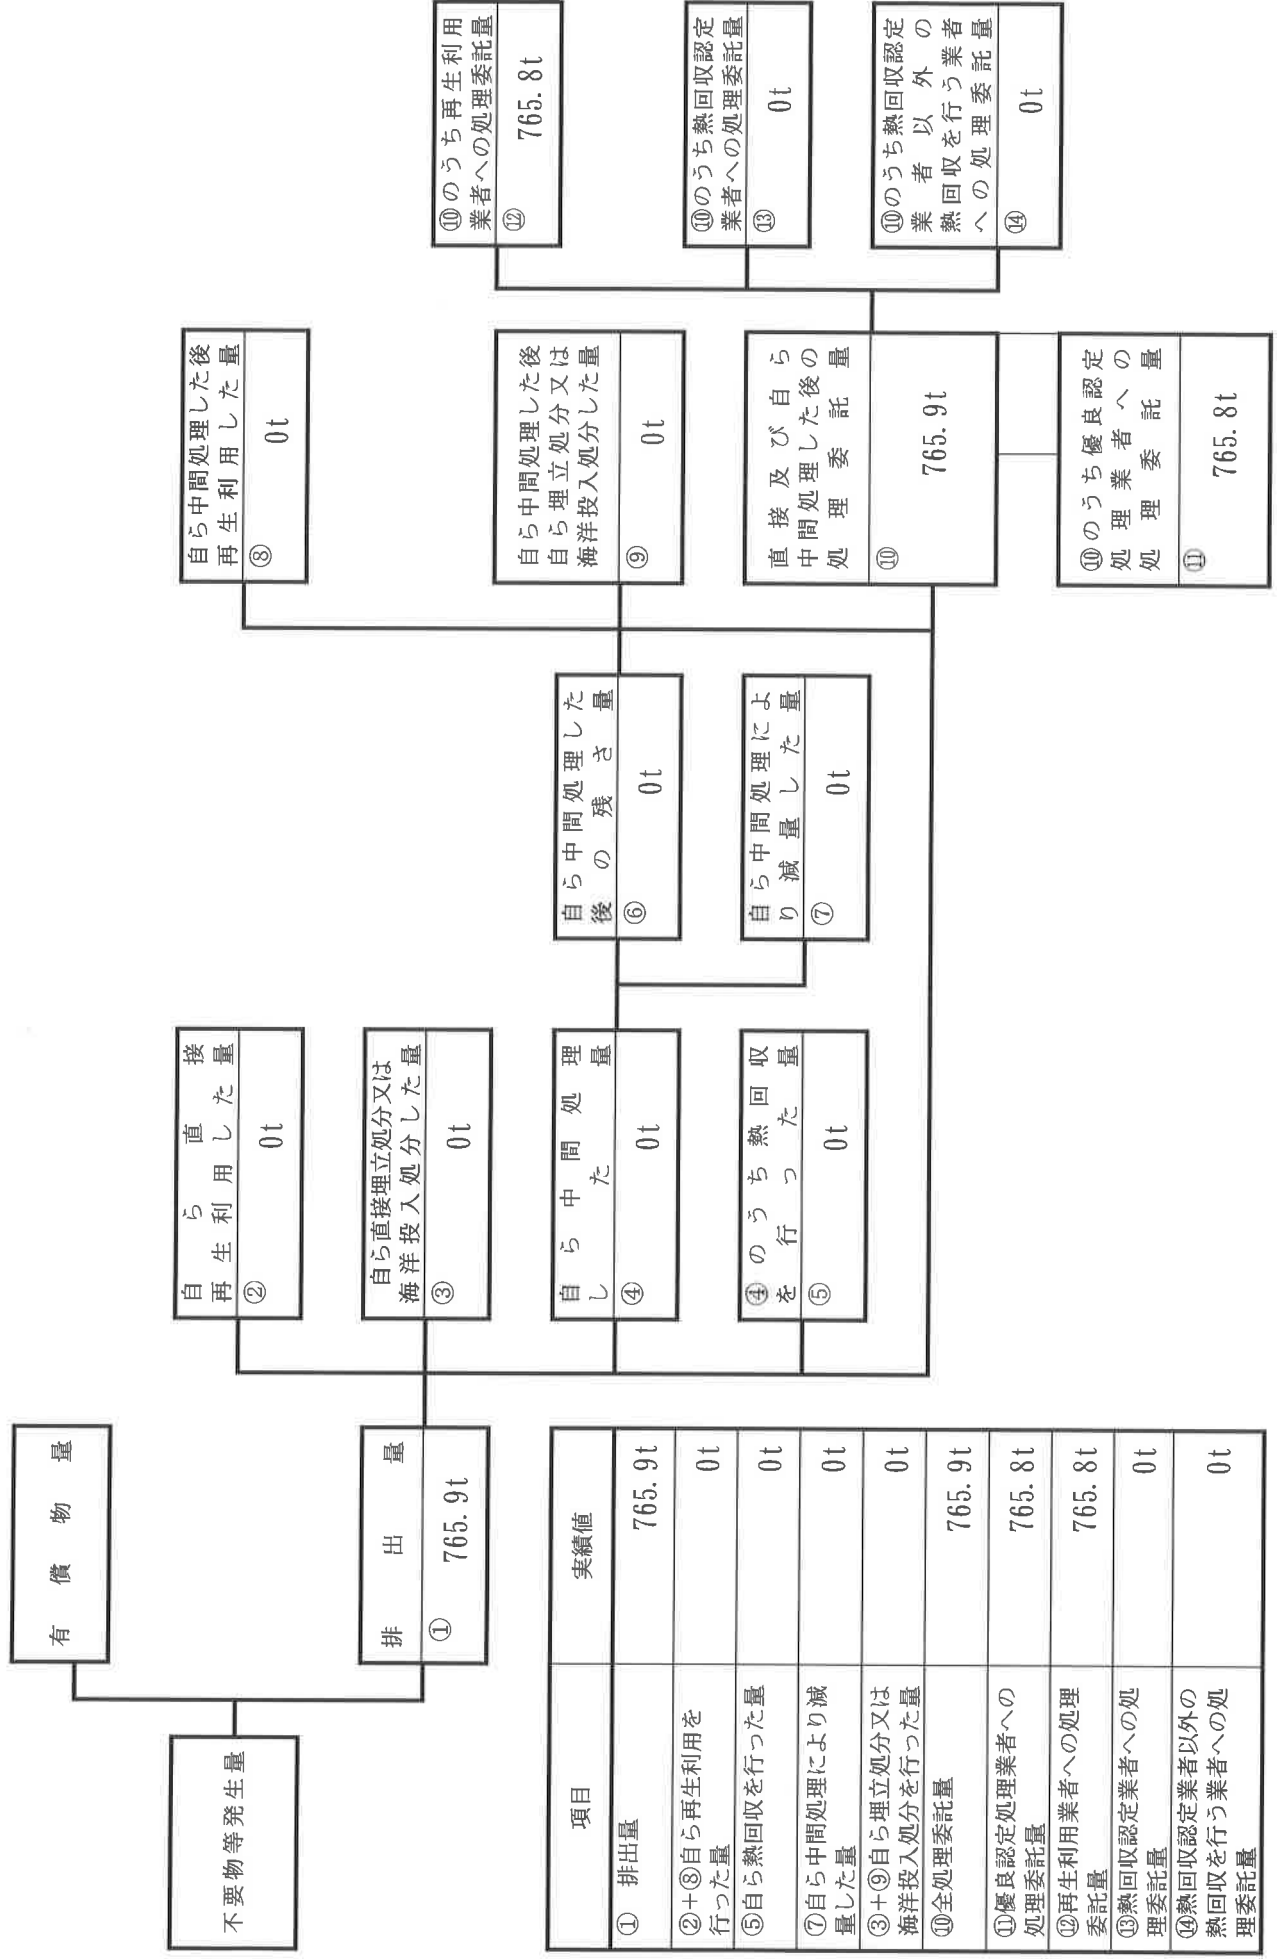 不要物等発生量
有償物量
排出量
①
765.9t
自ら直接
再生利用した量
②
0t
自ら直接埋立処分又は
海洋投入処分した量
③
0t
自ら中間処理
した量
④
0t
④のうち熱回収
を行った量
⑤
0t
自ら中間処理した
後の残さ量
⑥
0t
自ら中間処理によ
り減量した量
⑦
0t
自ら中間処理した後
再生利用した量
⑧
0t
自ら中間処理した後
自ら埋立処分又は
海洋投入処分した量
⑨
0t
直接及び自ら
中間処理した後の
処理委託量
⑩
765.9t
⑩のうち優良認定
処理業者への
処理委託量
⑪
765.8t
⑩のうち再生利用
業者への処理委託量
⑫
765.8t
⑩のうち熱回収認定
業者への処理委託量
⑬
0t
⑩のうち熱回収認定
業者以外の
熱回収を行う業者
への処理委託量
⑭
0t
項目 実績値
① 排出量 765.9t
②+⑧自ら再生利用を 0t
行った量
⑤自ら熱回収を行った量 0t
⑦自ら中間処理により減 0t
量した量
③+⑨自ら埋立処分又は 0t
海洋投入処分を行った量
⑩全処理委託量 765.9t
⑪優良認定処理業者への 765.8t
処理委託量
⑫再生利用業者への処理 765.8t
委託量
⑬熱回収認定業者への処 0t
理委託量
⑭熱回収認定業者以外の 0t
熱回収を行う業者への処
理委託量